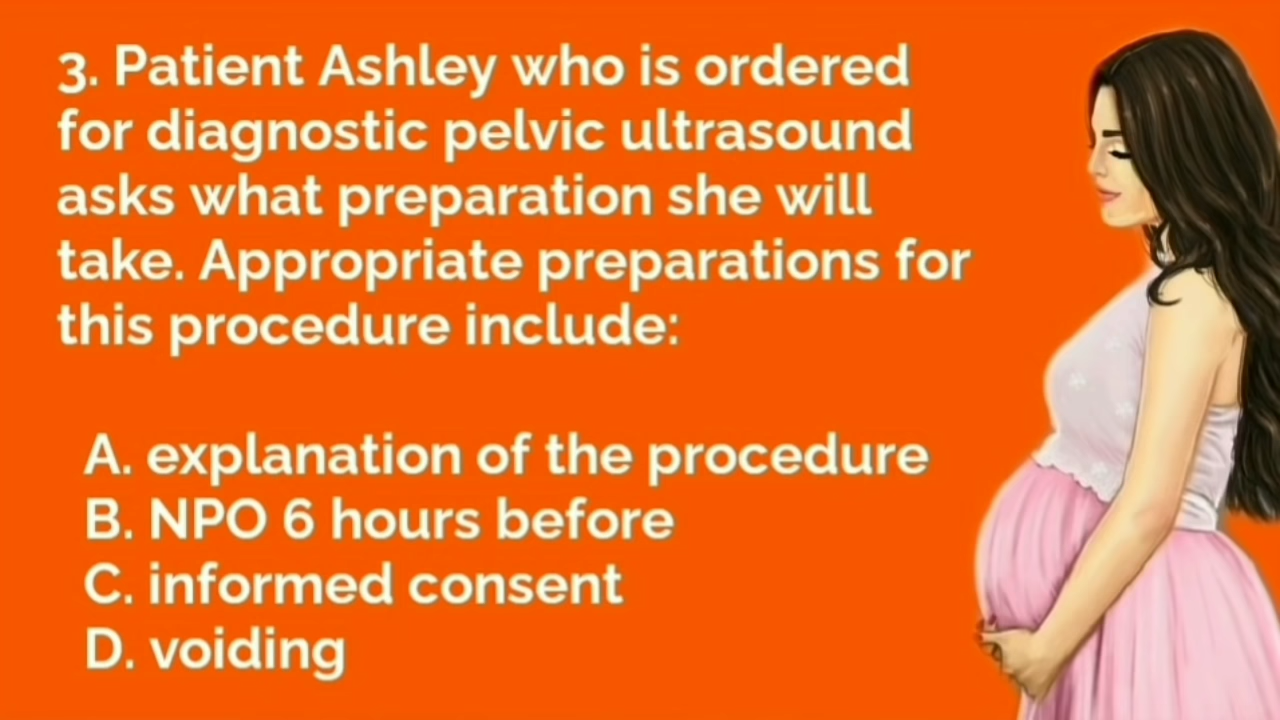 3. Patient Ashley who is ordered
for diagnostic pelvic ultrasound
asks what preparation she will
take. Appropriate preparations for
this procedure include:
A. explanation of the procedure
B. NPO 6 hours before
C. informed consent
D. voiding